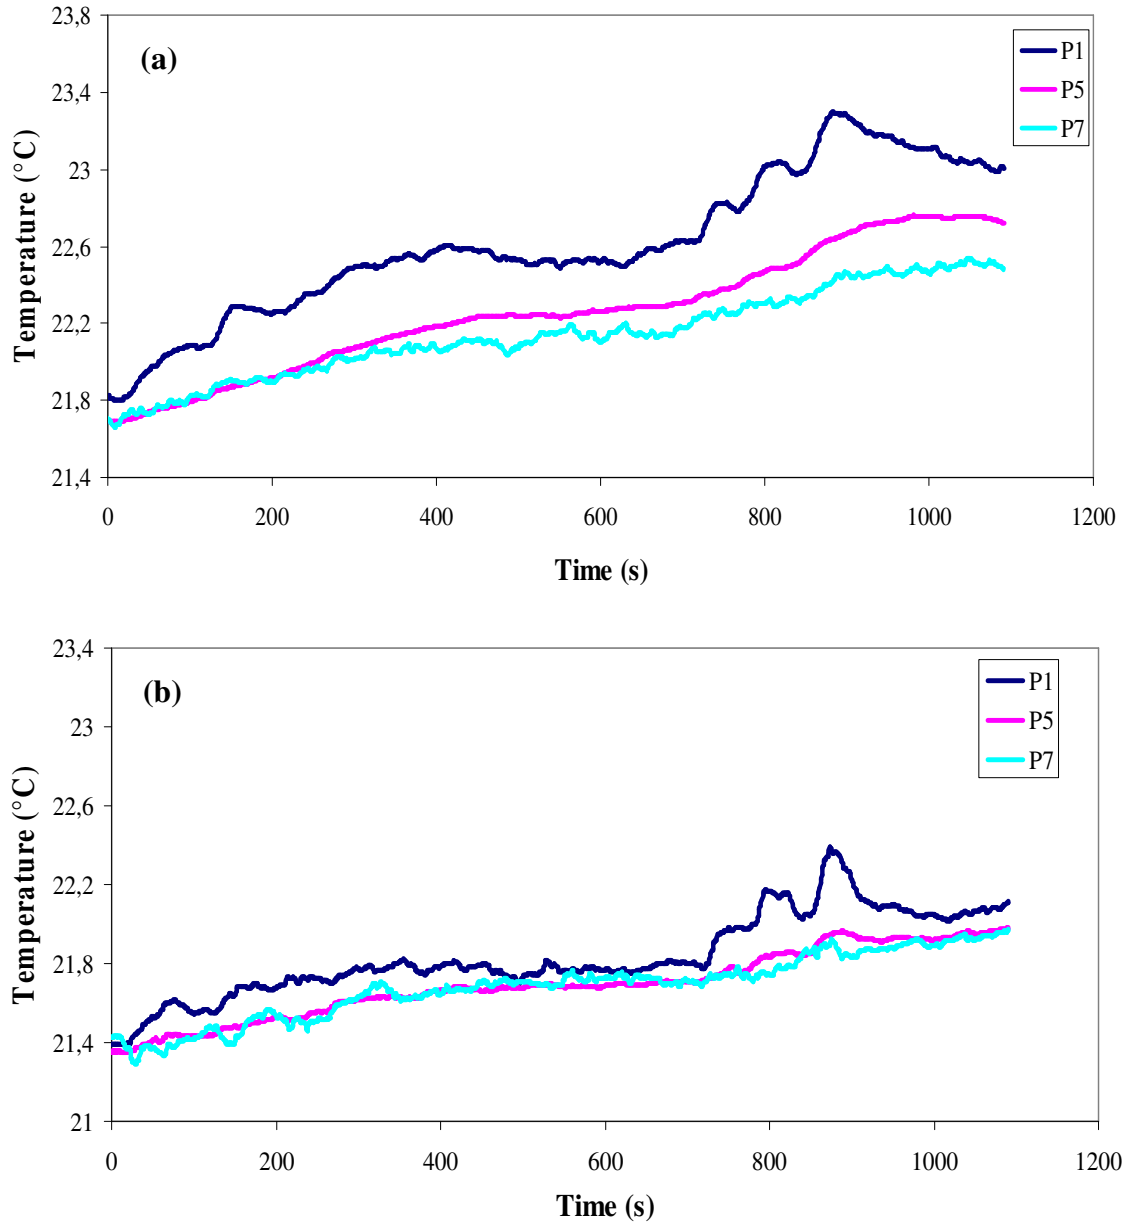 23,8
(a)
P1
P5
P7
23,4
23
22,6
22,2
21,8
21,4
Temperature (°C)
0 200 400 600 800 1000 1200
Time (s)
23,4
(b)
P1
P5
P7
23
22,6
22,2
21,8
21,4
21
Temperature (°C)
0 200 400 600 800 1000 1200
Time (s)